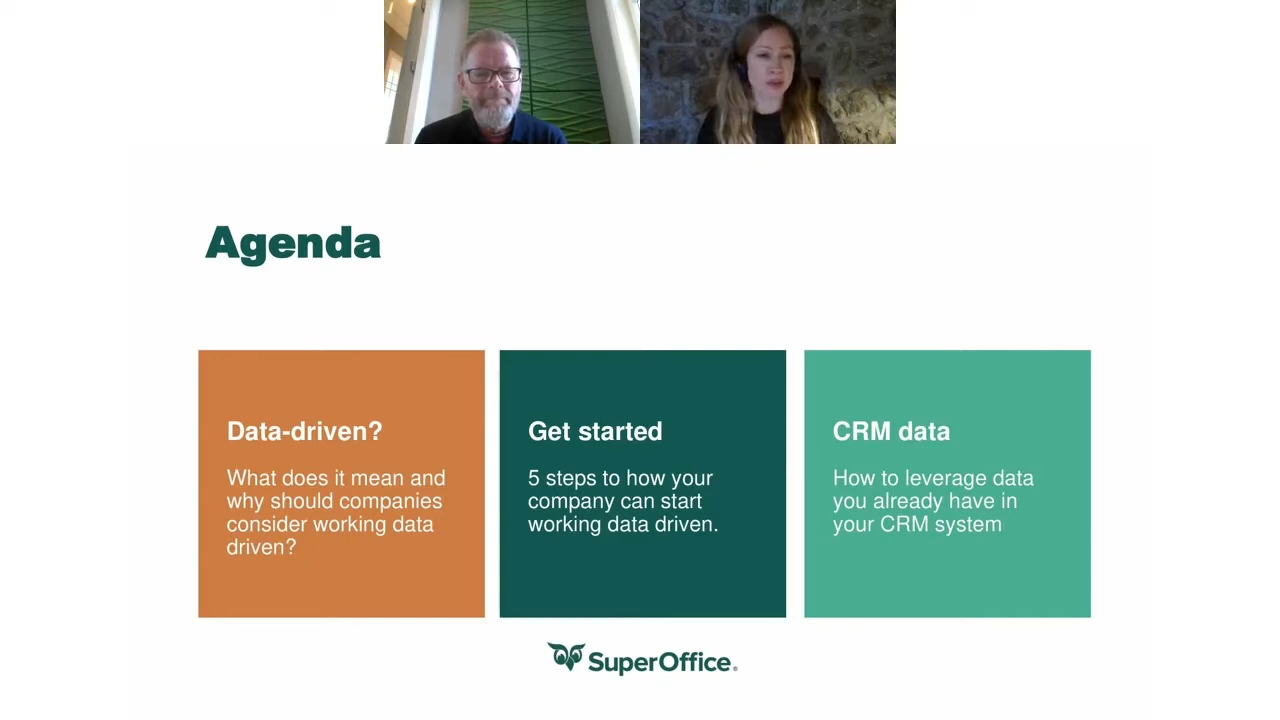 Agenda
Data-driven?
What does it mean and
why should companies
consider working data
driven?
Get started
5 steps to how your
company can start
working data driven.
CRM data
How to leverage data
you already have in
your CRM system
SuperOffice®